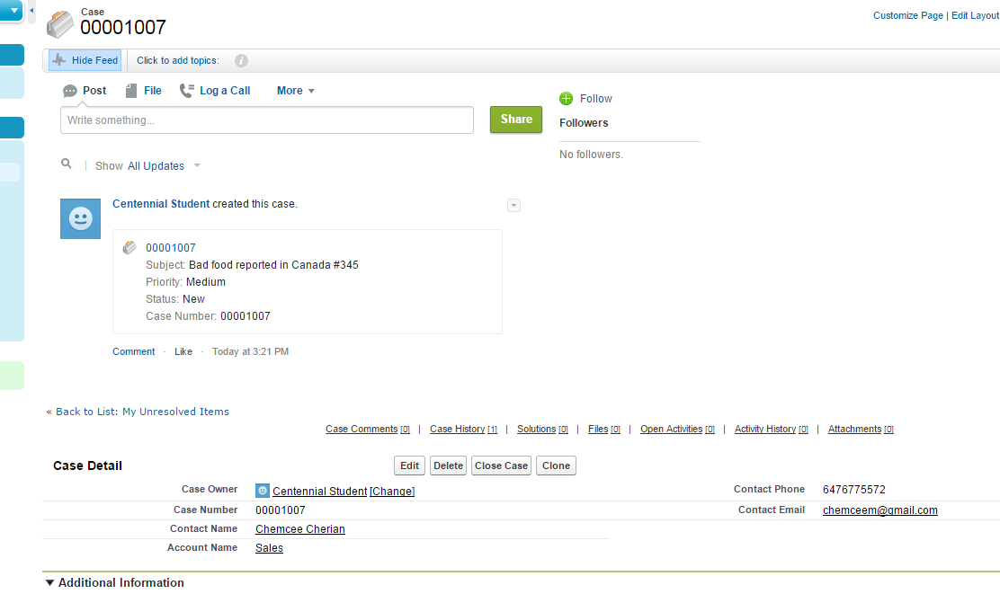 Case
00001007
Customize Page | Edit Layout
Hide Feed
Click to add topics:
i
Post File Log a Call More
Write something...
Share
Follow
Followers
No followers.
| Show All Updates
Centennial Student created this case.
00001007
Subject: Bad food reported in Canada #345
Priority: Medium
Status: New
Case Number: 00001007
Comment · Like · Today at 3:21 PM
« Back to List: My Unresolved Items
Case Comments [0] | Case History [1] | Solutions [0] | Files [0] | Open Activities [0] | Activity History [0] | Attachments [0]
Case Detail
Edit Delete Close Case Clone
Case Owner Centennial Student [Change] Contact Phone 6476775572
Case Number 00001007 Contact Email chemceem@gmail.com
Contact Name Chemcee Cherian
Account Name Sales
Additional Information